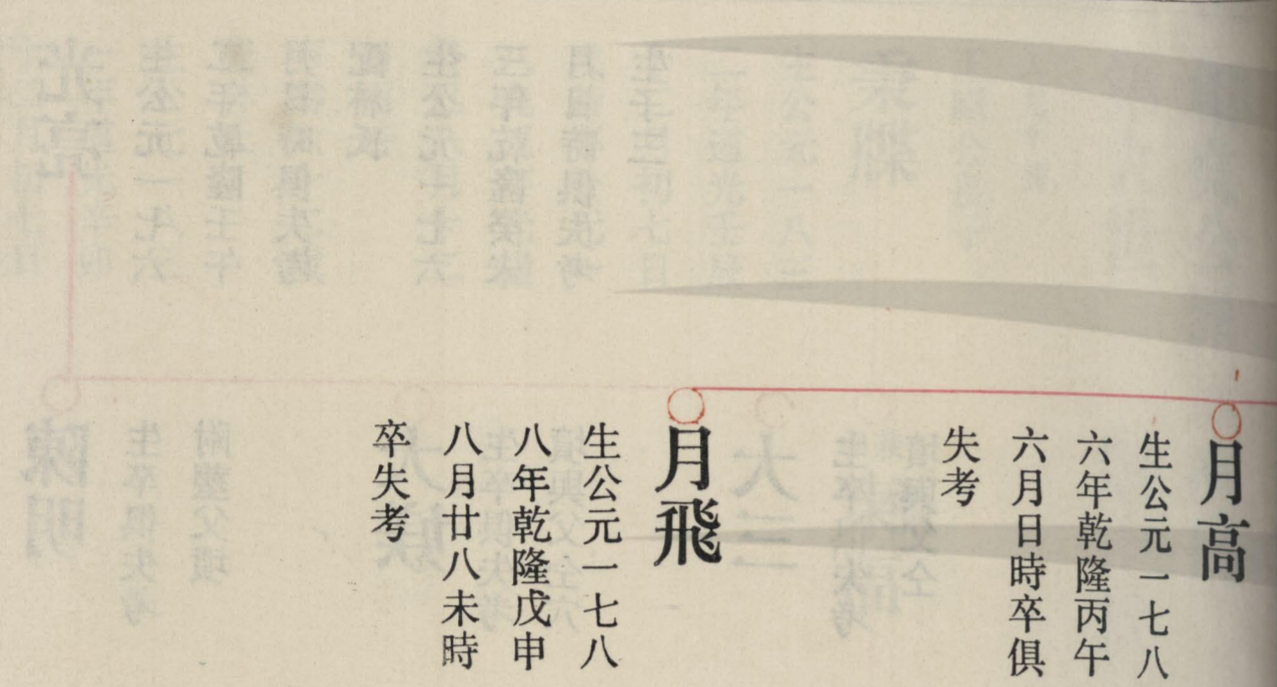 月高
生公元一七八
六年乾隆丙午
六月日時卒俱
失考
月飛
生公元一七八
八年乾隆戊申
八月廿八未時
卒失考